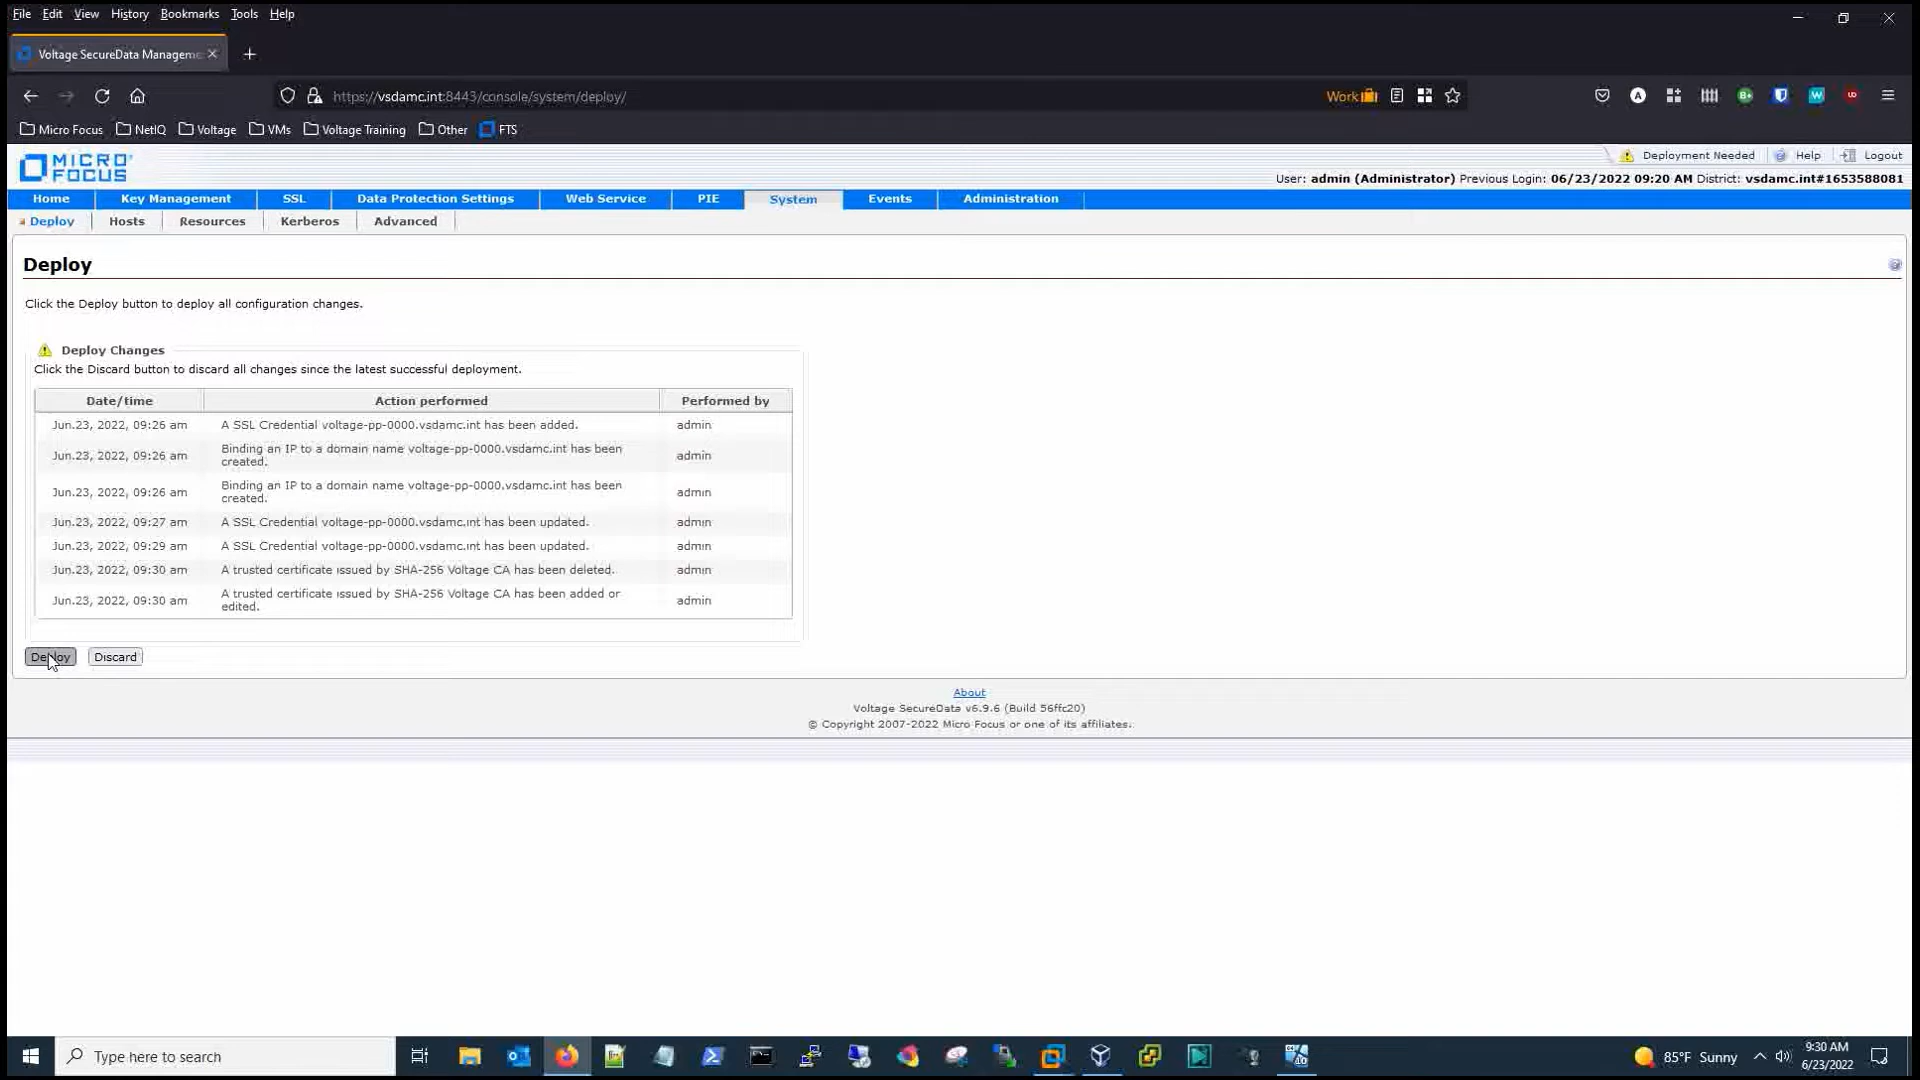 File Edit View History Bookmarks Tools Help
Voltage SecureData Manageme
https://vsdamc.int:8443/console/system/deploy/
Work
Micro Focus NetIQ Voltage VMs Voltage Training Other FTS
MICRO
FOCUS
Deployment Needed Help Logout
User: admin (Administrator) Previous Login: 06/23/2022 09:20 AM District: vsdamc.int#1653588081
Home Key Management SSL Data Protection Settings Web Service PIE System Events Administration
Deploy Hosts Resources Kerberos Advanced
Deploy
Click the Deploy button to deploy all configuration changes.
Deploy Changes
Click the Discard button to discard all changes since the latest successful deployment.
Date/time Action performed Performed by
Jun.23, 2022, 09:26 am A SSL Credential voltage-pp-0000.vsdamc.int has been added. admin
Jun.23, 2022, 09:26 am Binding an IP to a domain name voltage-pp-0000.vsdamc.int has been
created. admin
Jun.23, 2022, 09:26 am Binding an IP to a domain name voltage-pp-0000.vsdamc.int has been
created. admin
Jun.23, 2022, 09:27 am A SSL Credential voltage-pp-0000.vsdamc.int has been updated. admin
Jun.23, 2022, 09:29 am A SSL Credential voltage-pp-0000.vsdamc.int has been updated. admin
Jun.23, 2022, 09:30 am A trusted certificate issued by SHA-256 Voltage CA has been deleted. admin
Jun.23, 2022, 09:30 am A trusted certificate issued by SHA-256 Voltage CA has been added or
edited. admin
Deploy Discard
About
Voltage SecureData v6.9.6 (Build 56ffc20)
© Copyright 2007-2022 Micro Focus or one of its affiliates.
Type here to search
85°F Sunny
9:30 AM
6/23/2022